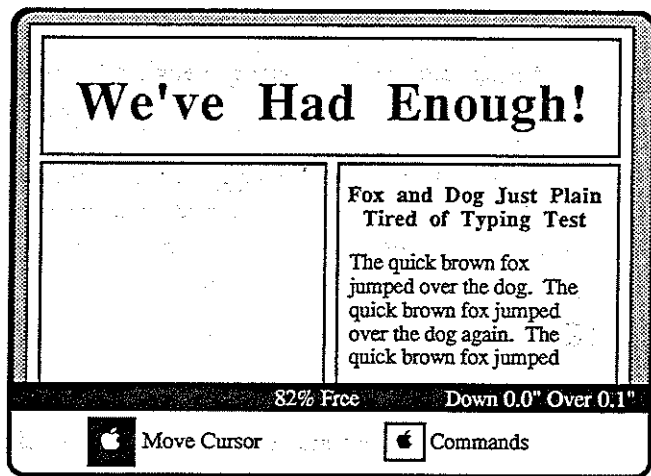 We've Had Enough!
Fox and Dog Just Plain
Tired of Typing Test
The quick brown fox
jumped over the dog.  The
quick brown fox jumped
over the dog again.  The
quick brown fox jumped
82% Free Down 0.0" Over 0.1"
Move Cursor Commands